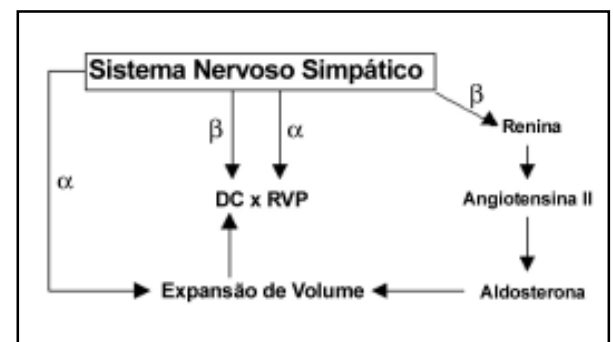 Sistema Nervoso Simpático
β
β
α
Renina
α
DC x RVP
Angiotensina II
Expansão de Volume
Aldosterona